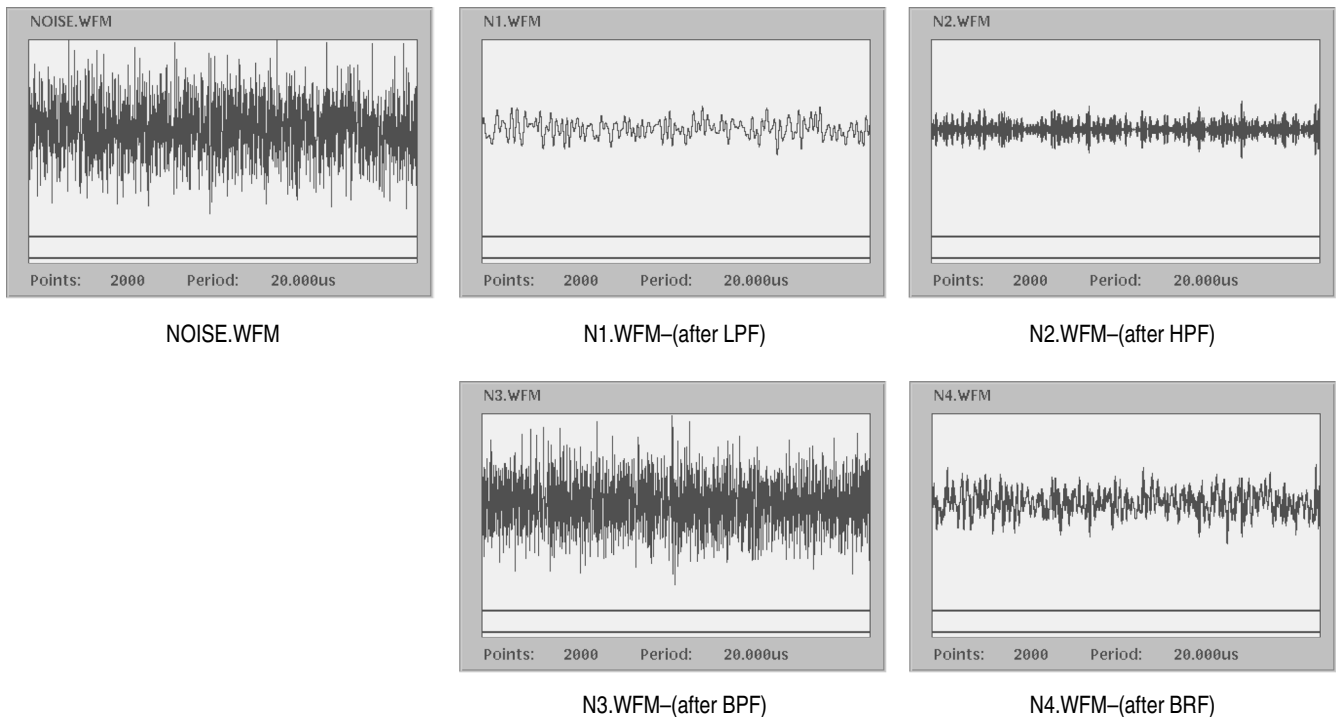 NOISE.WFM
Points: 2000 Period: 20.000us
NOISE.WFM
N1.WFM
Points: 2000 Period: 20.000us
N1.WFM–(after LPF)
N2.WFM
Points: 2000 Period: 20.000us
N2.WFM–(after HPF)
N3.WFM
Points: 2000 Period: 20.000us
N3.WFM–(after BPF)
N4.WFM
Points: 2000 Period: 20.000us
N4.WFM–(after BRF)